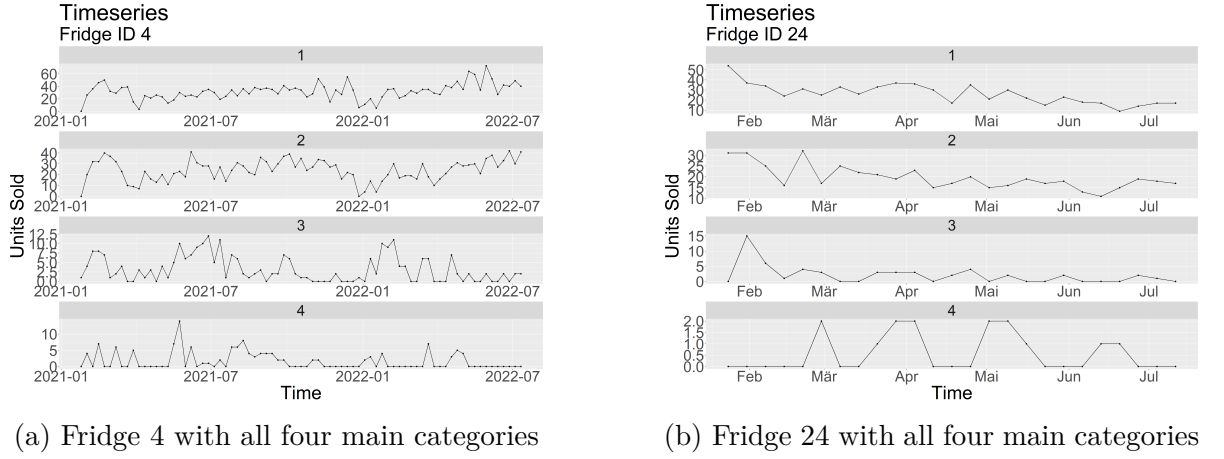 Timeseries
Fridge ID 4
1
60
40
20
0
2021-01 2021-07 2022-01 2022-07
2
40
30
20
10
0
2021-01 2021-07 2022-01 2022-07
3
12.5
10.0
7.5
5.0
2.5
0.0
2021-01 2021-07 2022-01 2022-07
4
10
5
0
2021-01 2021-07 2022-01 2022-07
Units Sold
Time
(a) Fridge 4 with all four main categories
Timeseries
Fridge ID 24
1
50
40
30
20
10
Feb Mär Apr Mai Jun Jul
2
30
25
20
15
10
Feb Mär Apr Mai Jun Jul
3
15
10
5
0
Feb Mär Apr Mai Jun Jul
4
2.0
1.5
1.0
0.5
0.0
Feb Mär Apr Mai Jun Jul
Units Sold
Time
(b) Fridge 24 with all four main categories